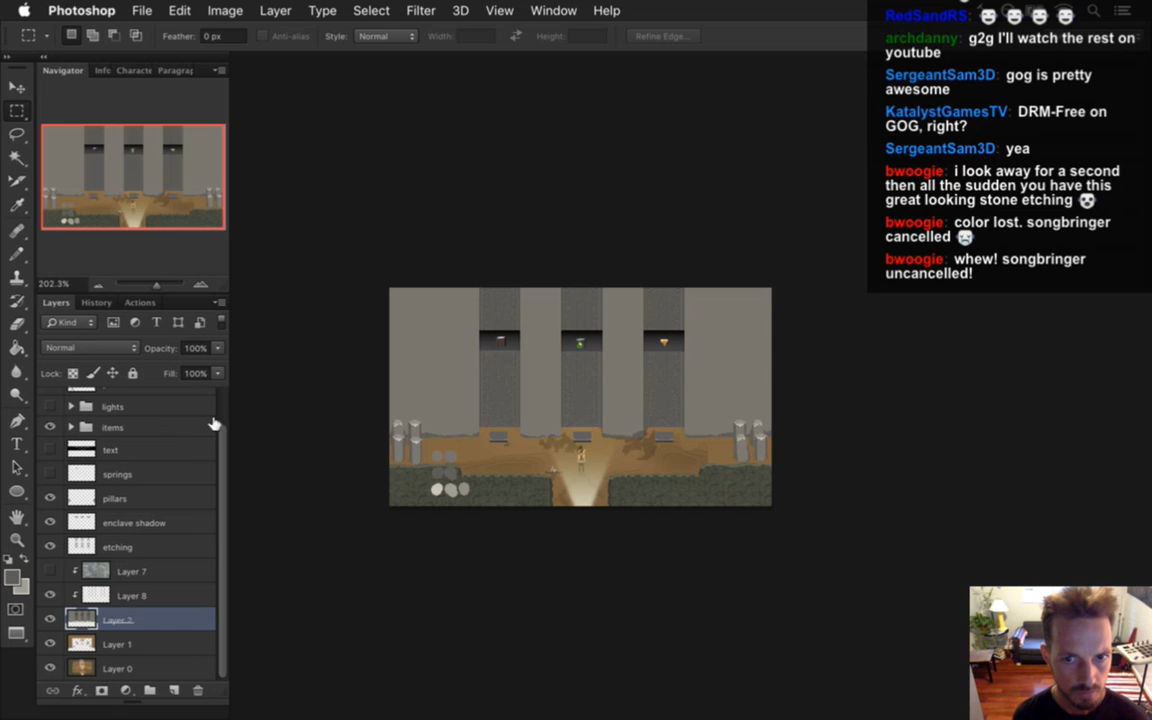 Photoshop File Edit Image Layer Type Select Filter 3D View Window Help
Feather: 0 px Anti-alias Style: Normal Width: Height: Refine Edge...
Navigator Info Characte Paragraph
202.3%
Layers History Actions
Kind
Normal Opacity: 100%
Lock: Fill: 100%
lights
items
text
springs
pillars
enclave shadow
etching
Layer 7
Layer 8
Layer 2
Layer 1
Layer 0
fx
RedSandRS:
archdanny: g2g I'll watch the rest on
youtube
SergeantSam3D: gog is pretty
awesome
KatalystGamesTV: DRM-Free on
GOG, right?
SergeantSam3D: yea
bwoogie: i look away for a second
then all the sudden you have this
great looking stone etching
bwoogie: color lost. songbringer
cancelled
bwoogie: whew! songbringer
uncancelled!